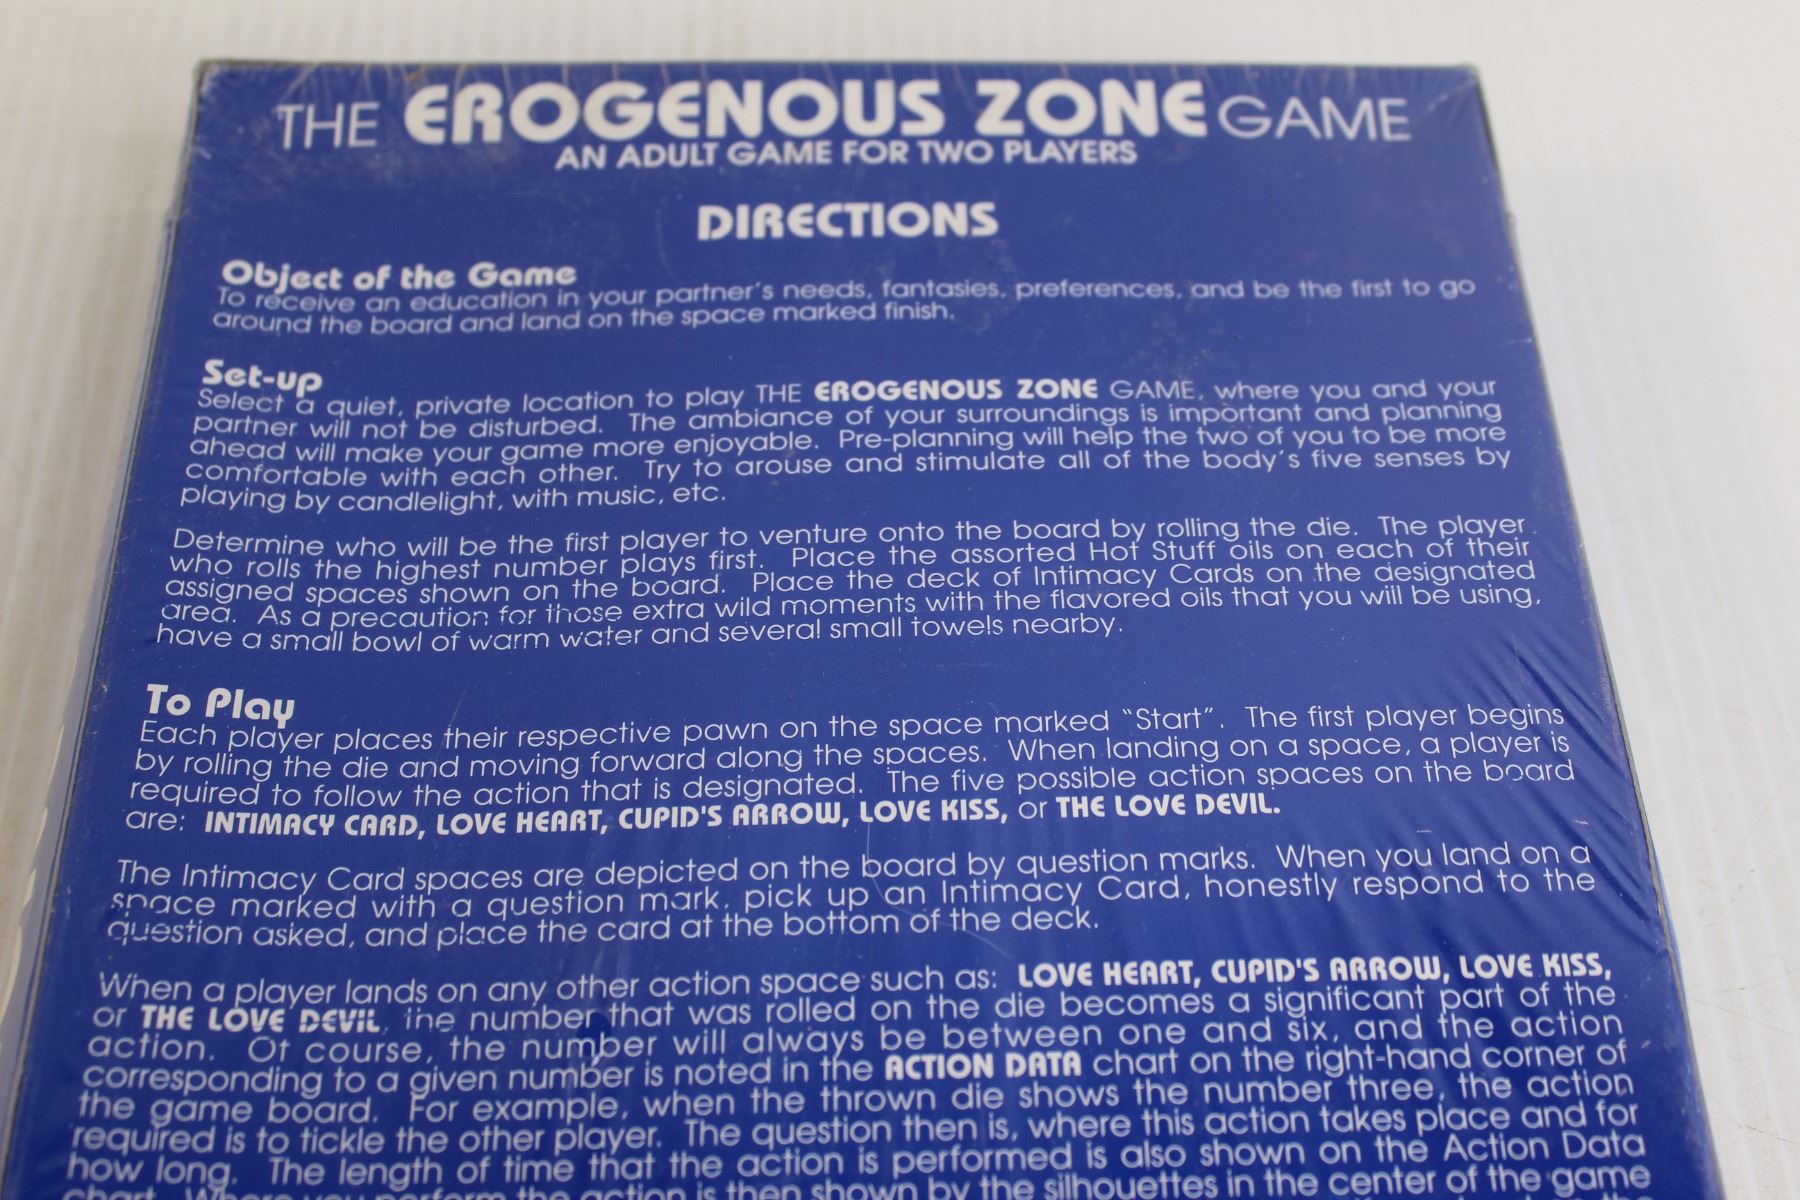 THE EROGENOUS ZONE GAME
AN ADULT GAME FOR TWO PLAYERS
DIRECTIONS
Object of the Game
To receive an education in your partner's needs, fantasies, preferences, and be the first to go
around the board and land on the space marked finish.
Set-up
Select a quiet, private location to play THE EROGENOUS ZONE GAME, where you and your
partner will not be disturbed. The ambiance of your surroundings is important and planning
ahead will make your game more enjoyable. Pre-planning will help the two of you to be more
comfortable with each other. Try to arouse and stimulate all of the body's five senses by
playing by candlelight, with music, etc.
Determine who will be the first player to venture onto the board by rolling the die. The player
who rolls the highest number plays first. Place the assorted Hot Stuff oils on each of their
assigned spaces shown on the board. Place the deck of Intimacy Cards on the designated
area. As a precaution for those extra wild moments with the flavored oils that you will be using,
have a small bowl of warm water and several small towels nearby.
To Play
Each player places their respective pawn on the space marked "Start". The first player begins
by rolling the die and moving forward along the spaces. When landing on a space, a player is
required to follow the action that is designated. The five possible action spaces on the board
are: INTIMACY CARD, LOVE HEART, CUPID'S ARROW, LOVE KISS, or THE LOVE DEVIL.
The Intimacy Card spaces are depicted on the board by question marks. When you land on a
space marked with a question mark, pick up an Intimacy Card, honestly respond to the
question asked, and place the card at the bottom of the deck.
When a player lands on any other action space such as: LOVE HEART, CUPID'S ARROW, LOVE KISS,
or THE LOVE DEVIL, the number that was rolled on the die becomes a significant part of the
action. Of course, the number will always be between one and six, and the action
corresponding to a given number is noted in the ACTION DATA chart on the right-hand corner of
the game board. For example, when the thrown die shows the number three, the action
required is to tickle the other player. The question then is, where this action takes place and for
how long. The length of time that the action is performed is also shown on the Action Data
chart. Where you perform the action is then shown by the silhouettes in the center of the game